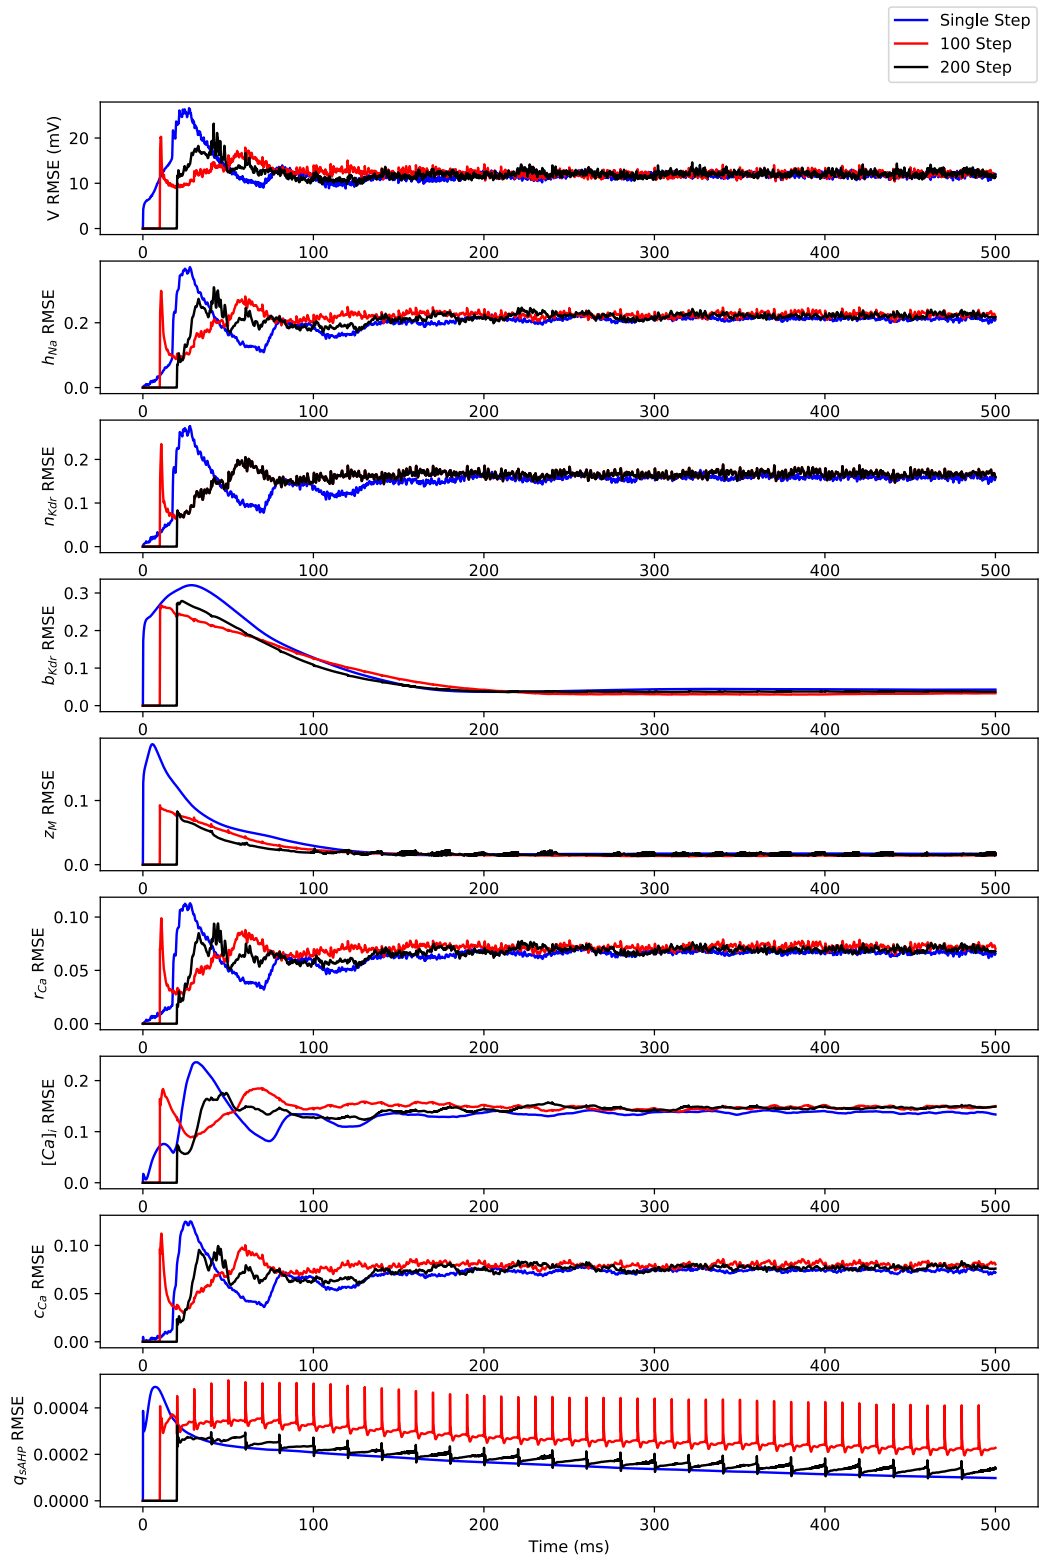 Single Step
100 Step
200 Step
V RMSE (mV)
20
10
0
0 100 200 300 400 500
h_Na RMSE
0.2
0.0
0 100 200 300 400 500
n_Kdr RMSE
0.2
0.1
0.0
0 100 200 300 400 500
b_Kdr RMSE
0.3
0.2
0.1
0.0
0 100 200 300 400 500
z_M RMSE
0.1
0.0
0 100 200 300 400 500
r_Ca RMSE
0.10
0.05
0.00
0 100 200 300 400 500
[Ca]_i RMSE
0.2
0.1
0.0
0 100 200 300 400 500
c_Ca RMSE
0.10
0.05
0.00
0 100 200 300 400 500
q_sAHP RMSE
0.0004
0.0002
0.0000
0 100 200 300 400 500
Time (ms)